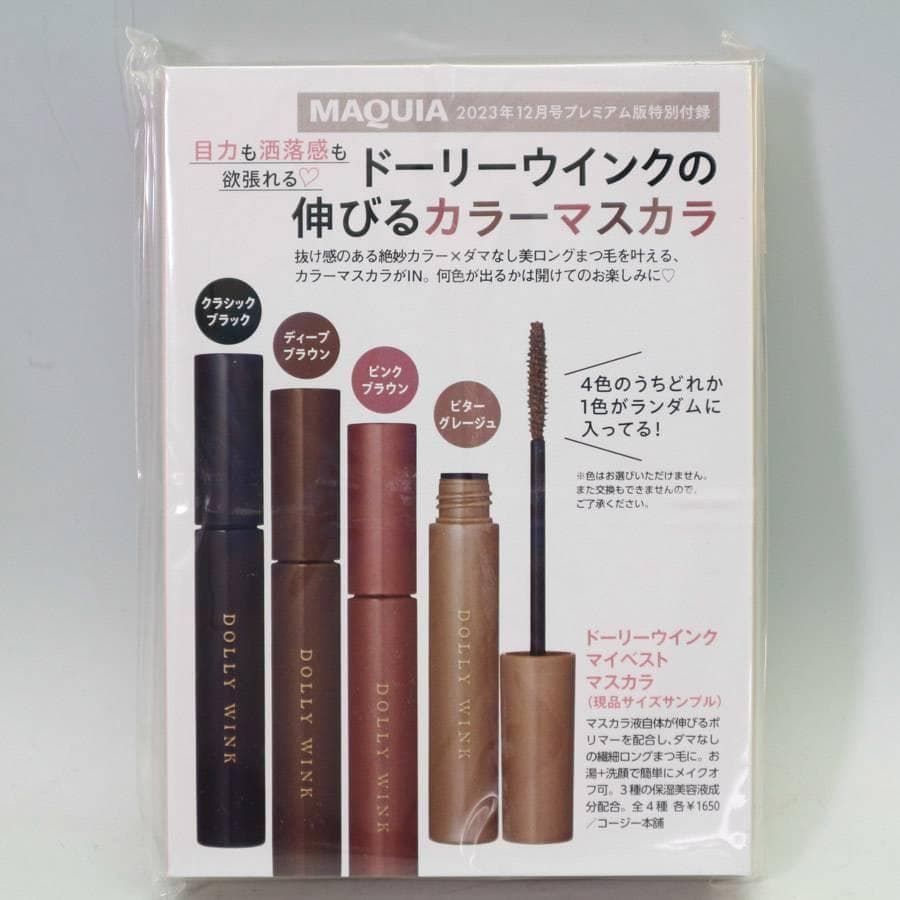 MAQUIA 2023年12月号プレミアム版特別付録
目力も洒落感も
欲張れる♡
ドーリーウインクの
伸びるカラーマスカラ
抜け感のある絶妙カラー×ダマなし美ロングまつ毛を叶える、
カラーマスカラがIN。何色が出るかは開けてのお楽しみに♡
クラシック
ブラック
ディープ
ブラウン
ピンク
ブラウン
ビター
グレージュ
4色のうちどれか
1色がランダムに
入ってる!
※色はお選びいただけません。
また交換もできませんので、
ご了承ください。
DOLLY WINK
DOLLY WINK
DOLLY WINK
DOLLY WINK
ドーリーウインク
マイベスト
マスカラ
(現品サイズサンプル)
マスカラ液自体が伸びるポ
リマーを配合し、ダマなし
の繊細ロングまつ毛に。お
湯+洗顔で簡単にメイクオ
フ可。3種の保湿美容液成
分配合。全4種 各¥1650
/コージー本舗